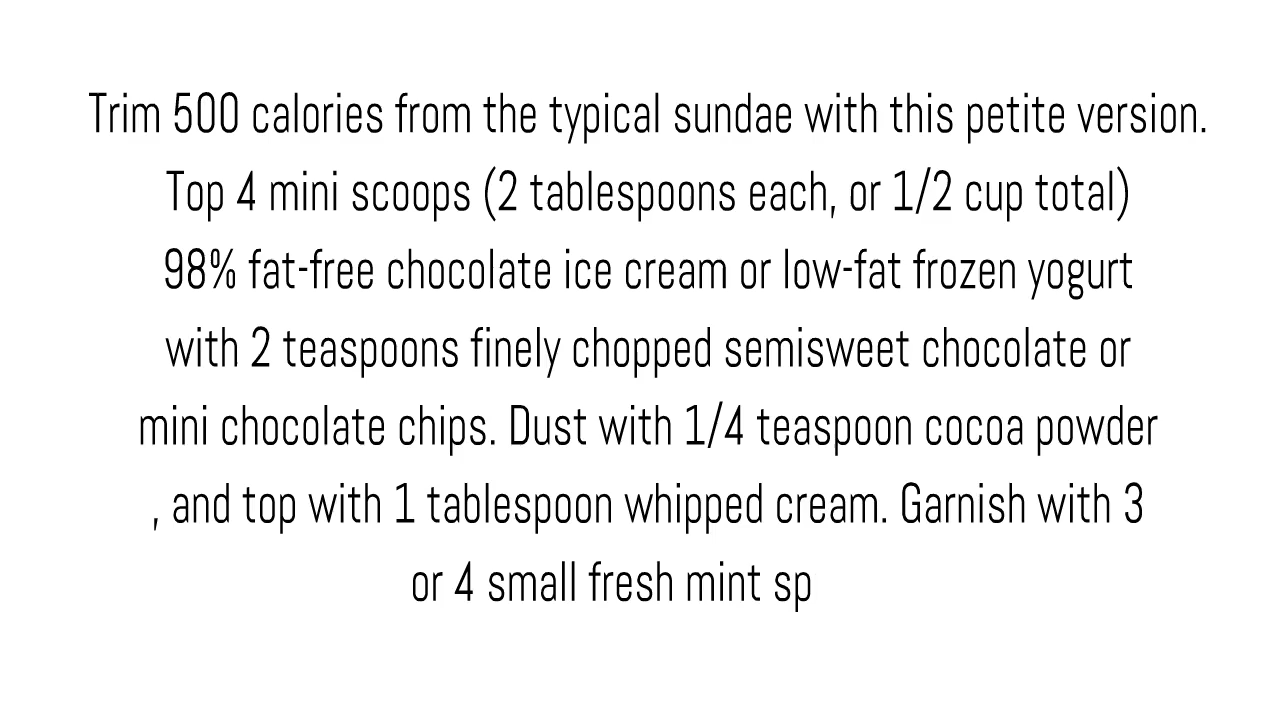 Trim 500 calories from the typical sundae with this petite version.
Top 4 mini scoops (2 tablespoons each, or 1/2 cup total)
98% fat-free chocolate ice cream or low-fat frozen yogurt
with 2 teaspoons finely chopped semisweet chocolate or
mini chocolate chips. Dust with 1/4 teaspoon cocoa powder
, and top with 1 tablespoon whipped cream. Garnish with 3
or 4 small fresh mint sp